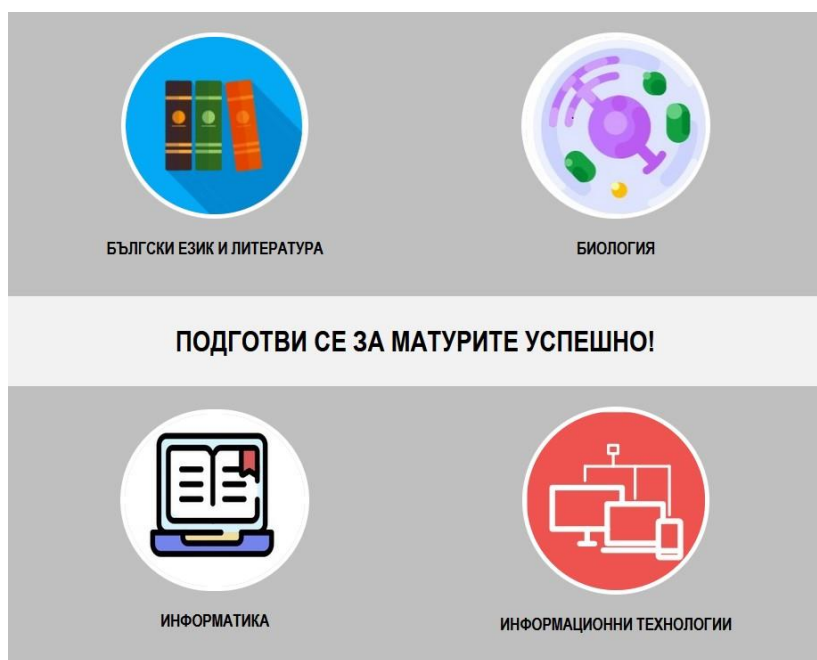 БЪЛГСКИ ЕЗИК И ЛИТЕРАТУРА
БИОЛОГИЯ
ПОДГОТВИ СЕ ЗА МАТУРИТЕ УСПЕШНО!
ИНФОРМАТИКА
ИНФОРМАЦИОННИ ТЕХНОЛОГИИ